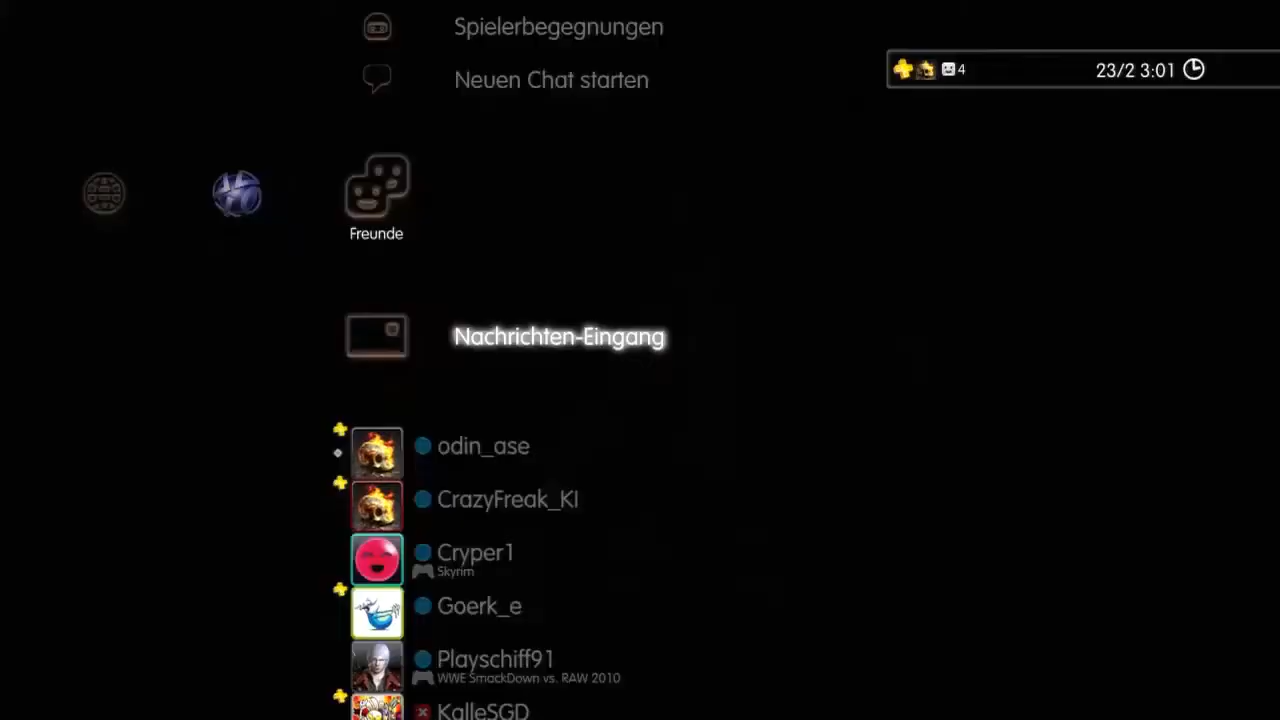 Spielerbegegnungen
Neuen Chat starten
4
23/2 3:01
Freunde
Nachrichten-Eingang
odin_ase
CrazyFreak_KI
Cryper1
Skyrim
Goerk_e
Playschiff91
WWE SmackDown vs. RAW 2010
KalleSGD